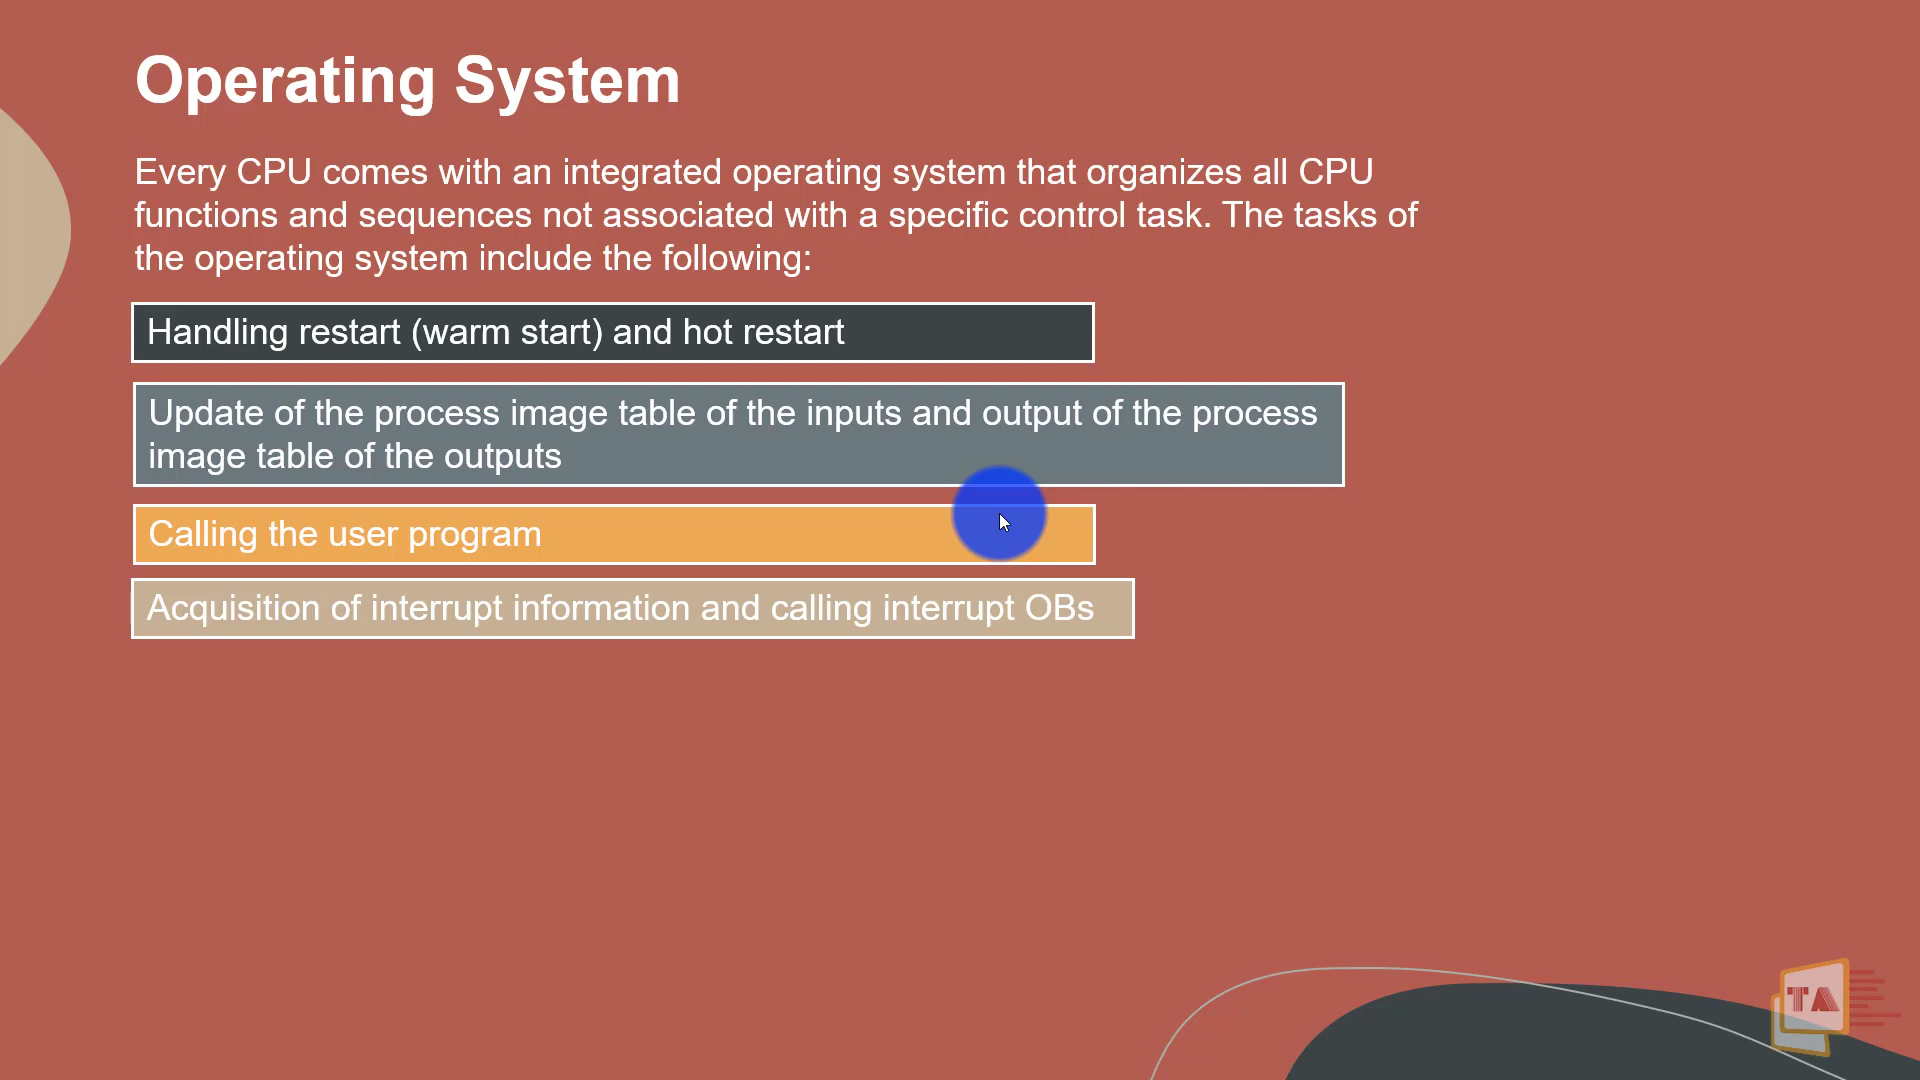 Operating System
Every CPU comes with an integrated operating system that organizes all CPU
functions and sequences not associated with a specific control task. The tasks of
the operating system include the following:
Handling restart (warm start) and hot restart
Update of the process image table of the inputs and output of the process
image table of the outputs
Calling the user program
Acquisition of interrupt information and calling interrupt OBs
TA